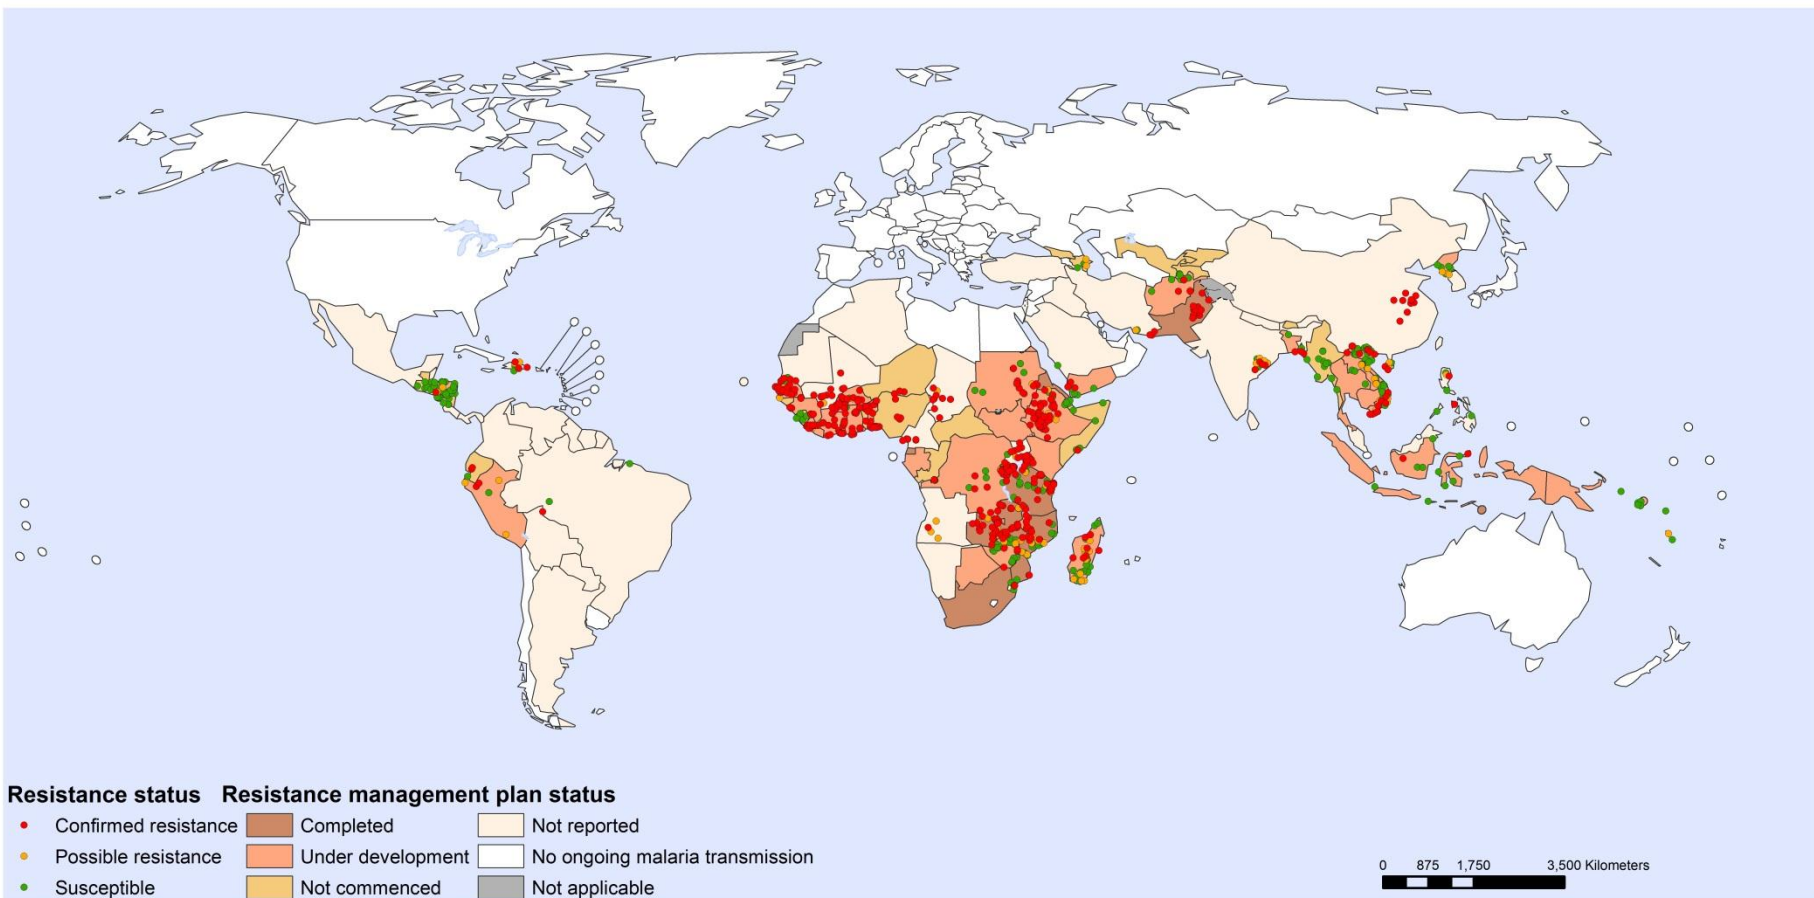 Resistance status Resistance management plan status
Confirmed resistance Completed Not reported
Possible resistance Under development No ongoing malaria transmission
Susceptible Not commenced Not applicable
0 875 1,750 3,500 Kilometers